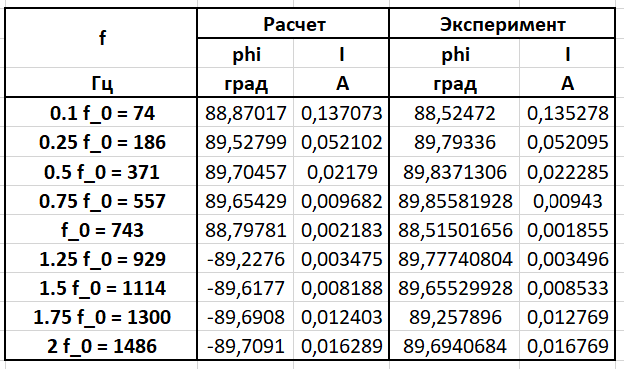 f Расчет Эксперимент
phi I phi I
Гц град А град А
0.1 f_0 = 74 88,87017 0,137073 88,52472 0,135278
0.25 f_0 = 186 89,52799 0,052102 89,79336 0,052095
0.5 f_0 = 371 89,70457 0,02179 89,8371306 0,022285
0.75 f_0 = 557 89,65429 0,009682 89,85581928 0,00943
f_0 = 743 88,79781 0,002183 88,51501656 0,001855
1.25 f_0 = 929 -89,2276 0,003475 89,77740804 0,003496
1.5 f_0 = 1114 -89,6177 0,008188 89,65529928 0,008533
1.75 f_0 = 1300 -89,6908 0,012403 89,257896 0,012769
2 f_0 = 1486 -89,7091 0,016289 89,6940684 0,016769